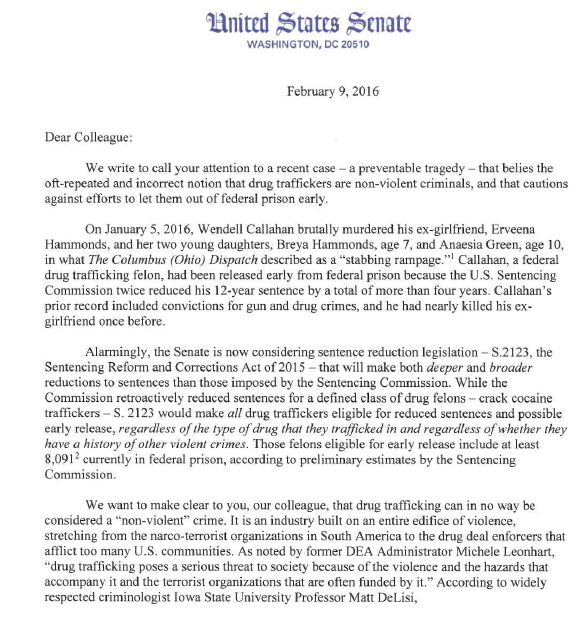 United States Senate
WASHINGTON, DC 20510
February 9, 2016
Dear Colleague:
We write to call your attention to a recent case – a preventable tragedy – that belies the
oft-repeated and incorrect notion that drug traffickers are non-violent criminals, and that cautions
against efforts to let them out of federal prison early.
On January 5, 2016, Wendell Callahan brutally murdered his ex-girlfriend, Erveena
Hammonds, and her two young daughters, Breya Hammonds, age 7, and Anaesia Green, age 10,
in what The Columbus (Ohio) Dispatch described as a “stabbing rampage.”1 Callahan, a federal
drug trafficking felon, had been released early from federal prison because the U.S. Sentencing
Commission twice reduced his 12-year sentence by a total of more than four years. Callahan’s
prior record included convictions for gun and drug crimes, and he had nearly killed his ex-
girlfriend once before.
Alarmingly, the Senate is now considering sentence reduction legislation – S.2123, the
Sentencing Reform and Corrections Act of 2015 – that will make both deeper and broader
reductions to sentences than those imposed by the Sentencing Commission. While the
Commission retroactively reduced sentences for a defined class of drug felons – crack cocaine
traffickers – S. 2123 would make all drug traffickers eligible for reduced sentences and possible
early release, regardless of the type of drug that they trafficked in and regardless of whether they
have a history of other violent crimes. Those felons eligible for early release include at least
8,0912 currently in federal prison, according to preliminary estimates by the Sentencing
Commission.
We want to make clear to you, our colleague, that drug trafficking can in no way be
considered a “non-violent” crime. It is an industry built on an entire edifice of violence,
stretching from the narco-terrorist organizations in South America to the drug deal enforcers that
afflict too many U.S. communities. As noted by former DEA Administrator Michele Leonhart,
“drug trafficking poses a serious threat to society because of the violence and the hazards that
accompany it and the terrorist organizations that are often funded by it.” According to widely
respected criminologist Iowa State University Professor Matt DeLisi,